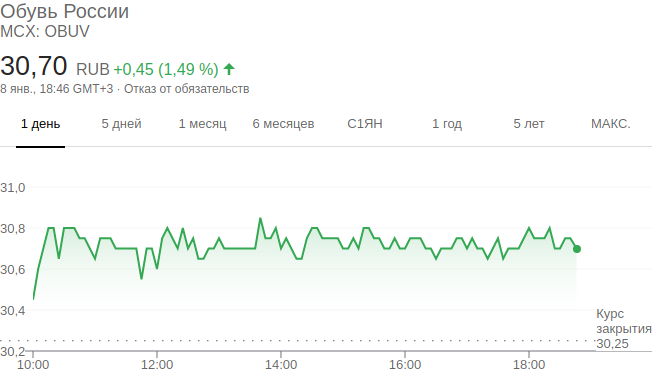 Обувь России
MCX: OBUV
30,70 RUB +0,45 (1,49 %)
8 янв., 18:46 GMT+3 · Отказ от обязательств
1 день 5 дней 1 месяц 6 месяцев С1ЯН 1 год 5 лет МАКС.
31,0
30,8
30,6
30,4
Курс
закрытия
30,25
30,2
10:00 12:00 14:00 16:00 18:00